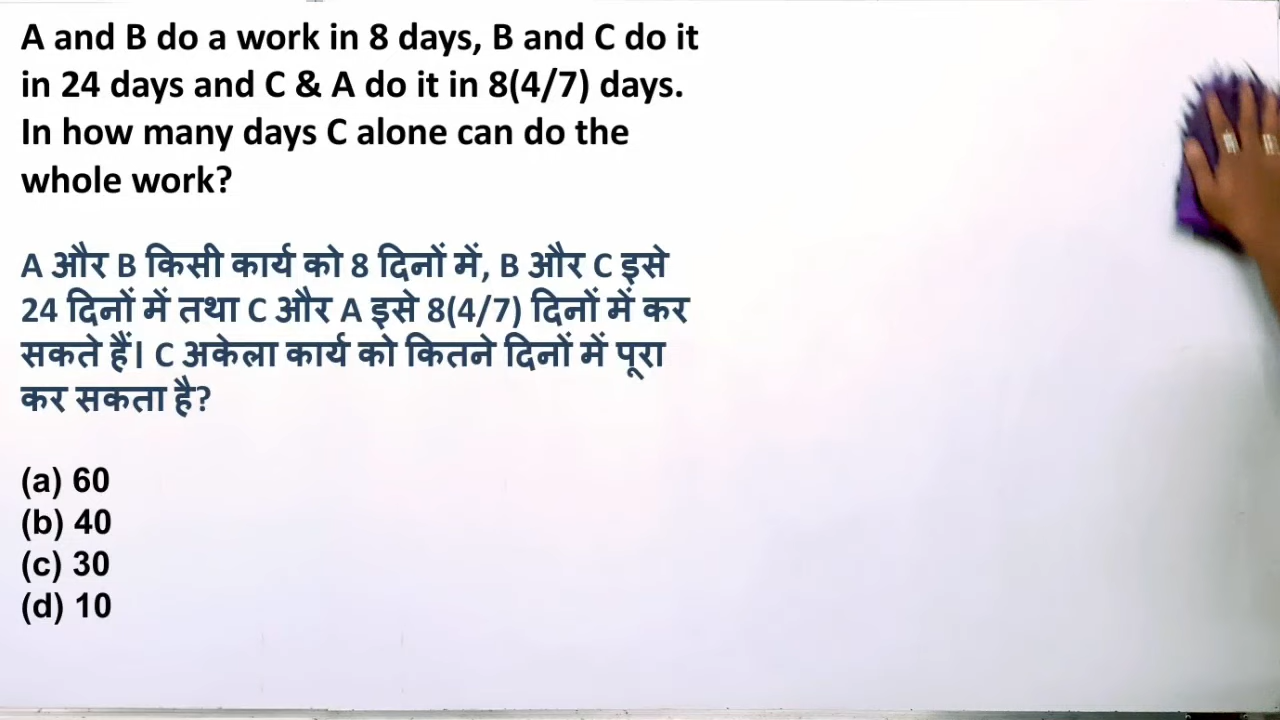 A and B do a work in 8 days, B and C do it
in 24 days and C & A do it in 8(4/7) days.
In how many days C alone can do the
whole work?
A और B किसी कार्य को 8 दिनों में, B और C इसे
24 दिनों में तथा C और A इसे 8(4/7) दिनों में कर
सकते हैं। C अकेला कार्य को कितने दिनों में पूरा
कर सकता है?
(a) 60
(b) 40
(c) 30
(d) 10